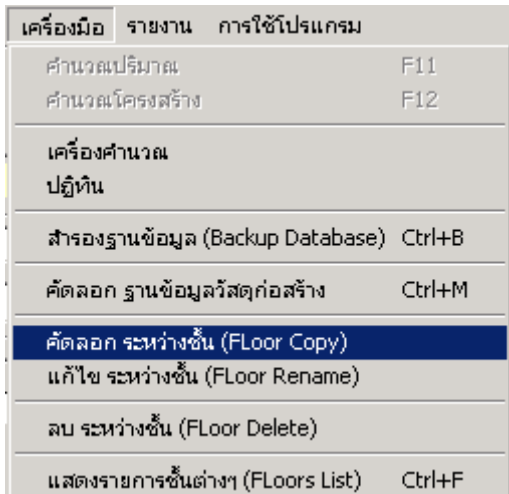 เครื่องมือ รายงาน การใช้โปรแกรม
คำนวณปริมาณ F11
คำนวณโครงสร้าง F12
เครื่องคำนวณ
ปฏิทิน
สำรองฐานข้อมูล (Backup Database) Ctrl+B
คัดลอก ฐานข้อมูลวัสดุก่อสร้าง Ctrl+M
คัดลอก ระหว่างชั้น (FLoor Copy)
แก้ไข ระหว่างชั้น (FLoor Rename)
ลบ ระหว่างชั้น (FLoor Delete)
แสดงรายการชั้นต่างๆ (FLoors List) Ctrl+F